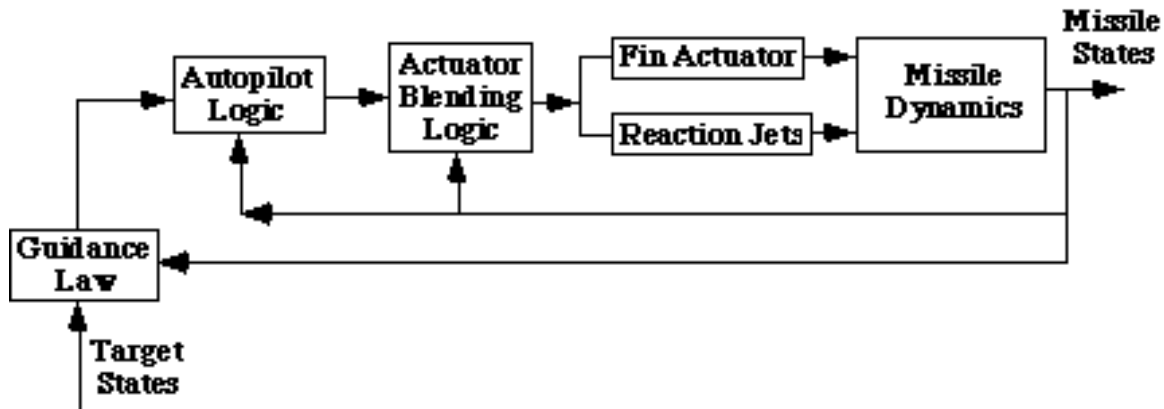 Missile
States
Autopilot
Logic
Actuator
Blending
Logic
Fin Actuator
Reaction Jets
Missile
Dynamics
Guidance
Law
Target
States